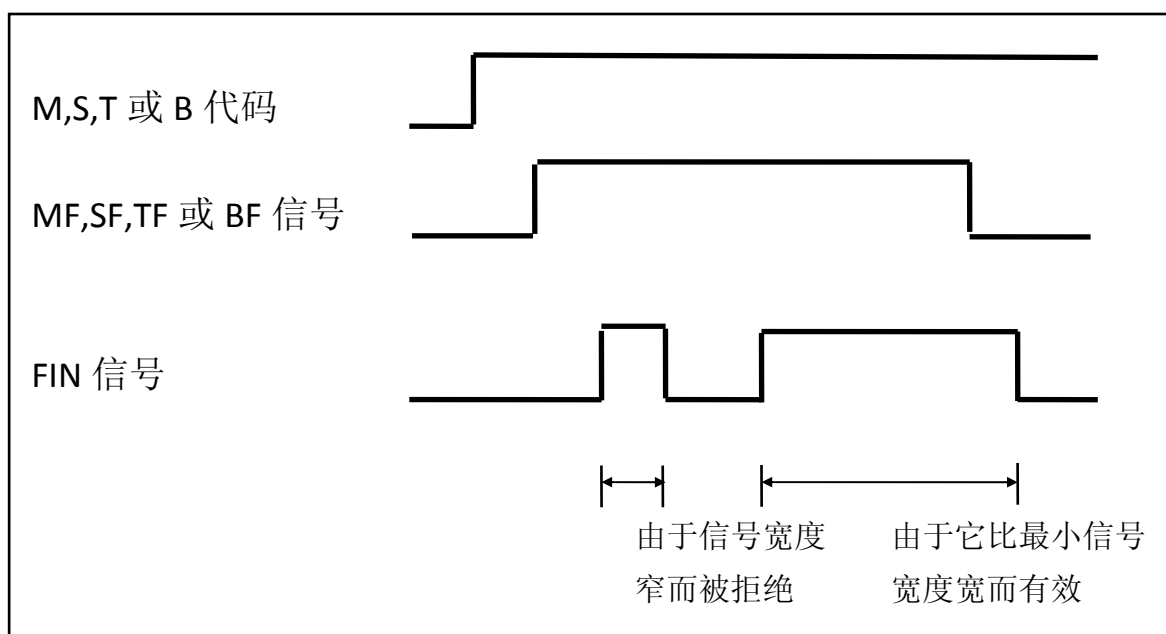 M,S,T 或 B 代码
MF,SF,TF 或 BF 信号
FIN 信号
由于信号宽度
窄而被拒绝
由于它比最小信号
宽度宽而有效